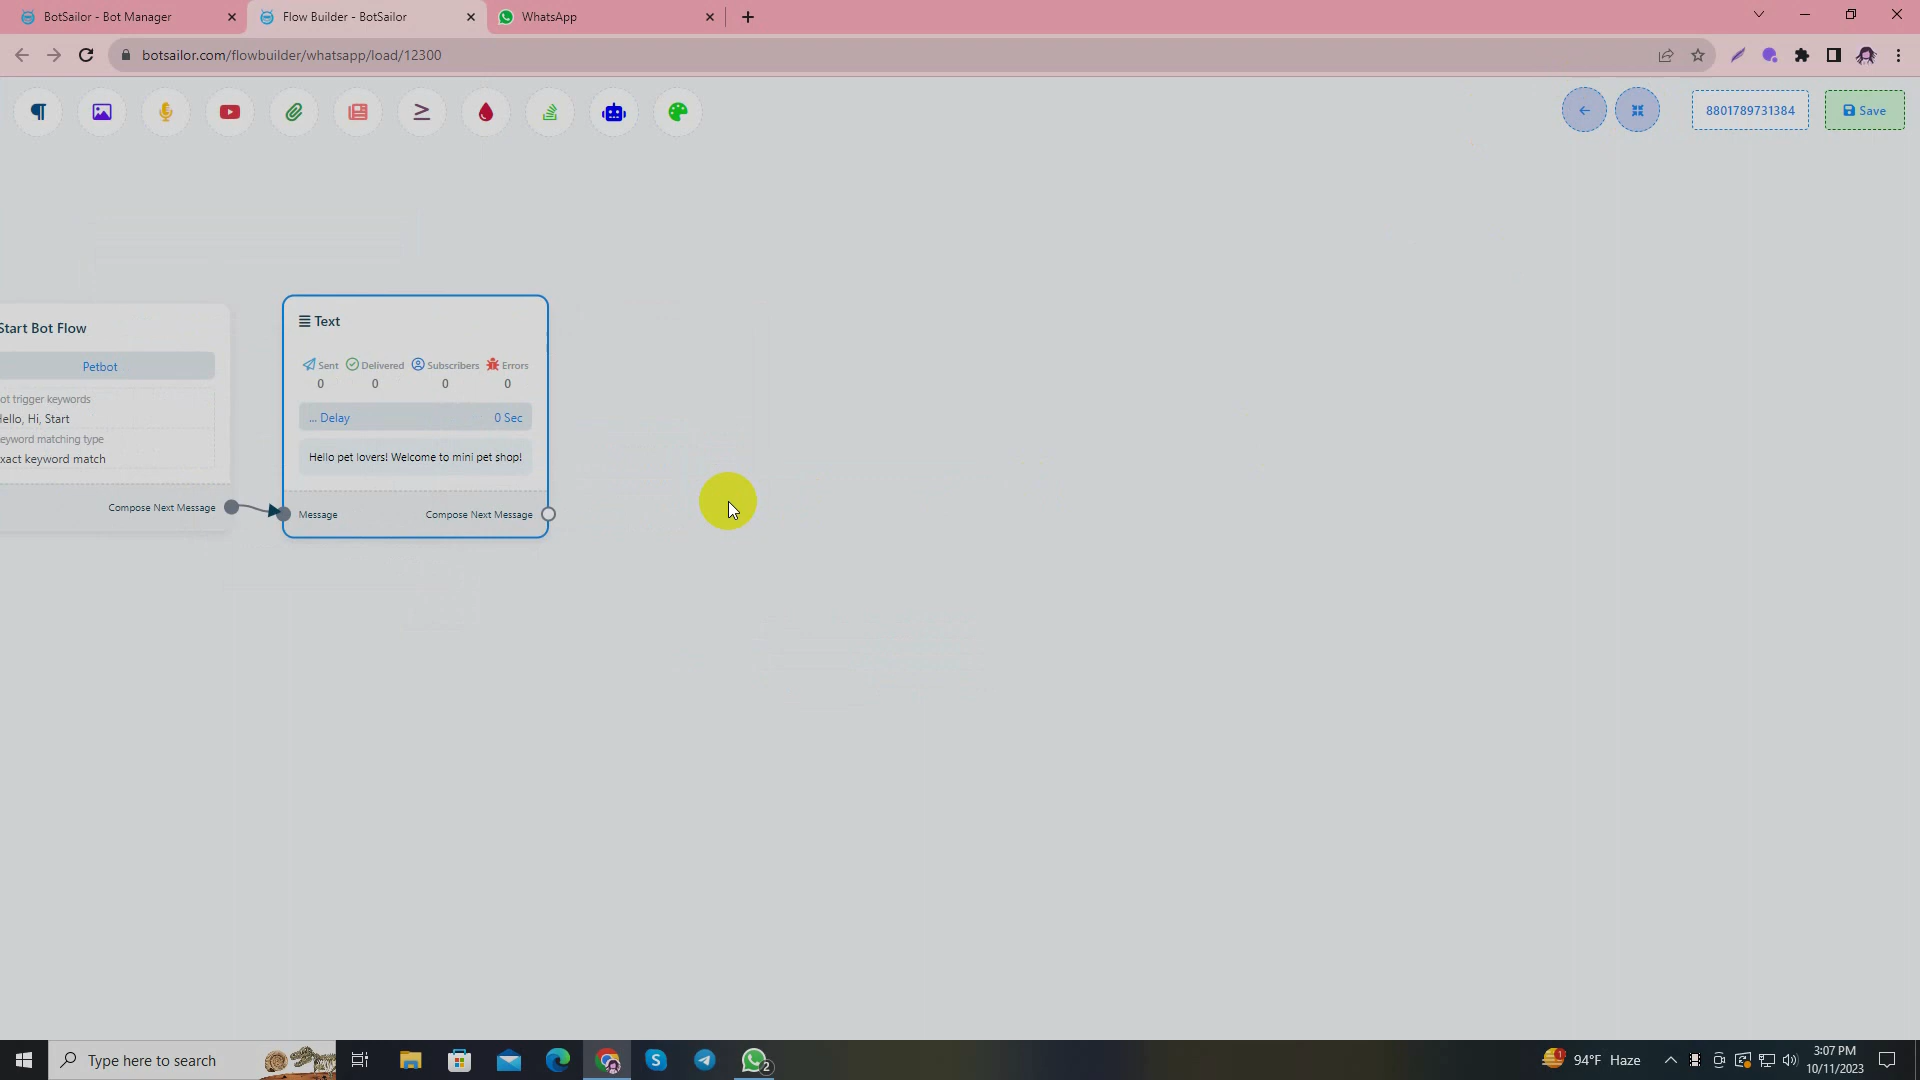 BotSailor - Bot Manager
Flow Builder - BotSailor
WhatsApp
botsailor.com/flowbuilder/whatsapp/load/12300
8801789731384
Save
Start Bot Flow
Petbot
ot trigger keywords
Hello, Hi, Start
eyword matching type
xact keyword match
Compose Next Message
Text
Sent Delivered Subscribers Errors
0 0 0 0
... Delay 0 Sec
Hello pet lovers! Welcome to mini pet shop!
Message Compose Next Message
Type here to search
2
1
94°F Haze
3:07 PM
10/11/2023